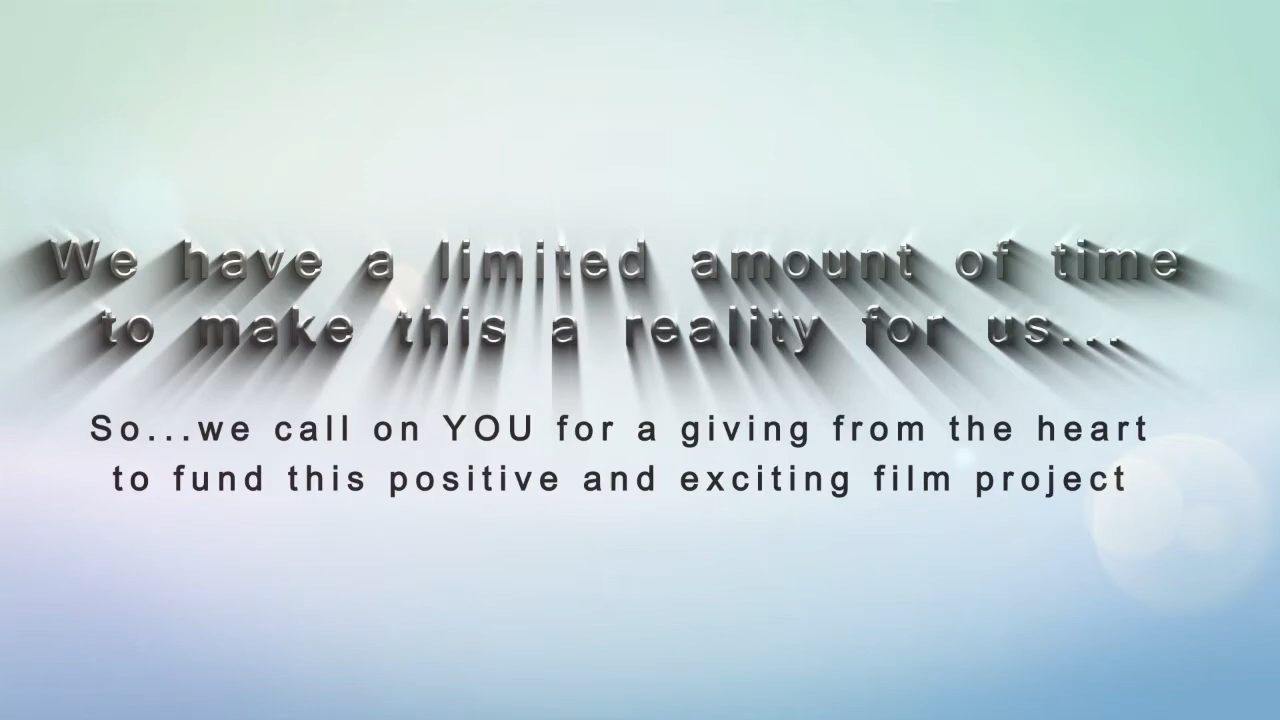 We have a limited amount of time
to make this a reality for us...
So...we call on YOU for a giving from the heart
to fund this positive and exciting film project